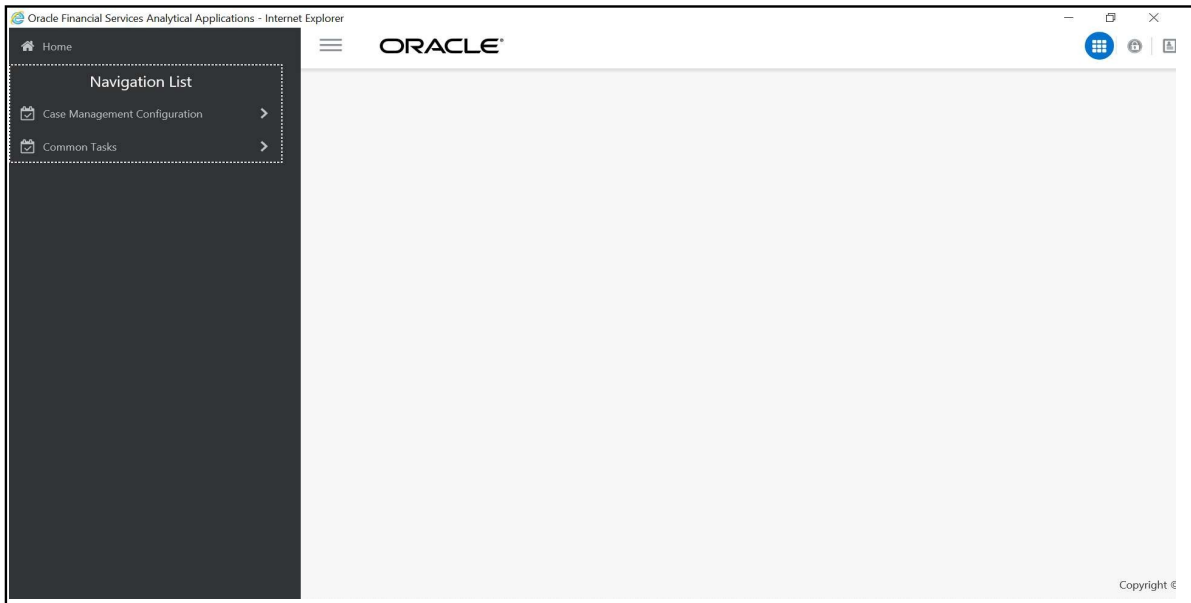 Oracle Financial Services Analytical Applications - Internet Explorer
Home
ORACLE®
Navigation List
Case Management Configuration
Common Tasks
Copyright ©